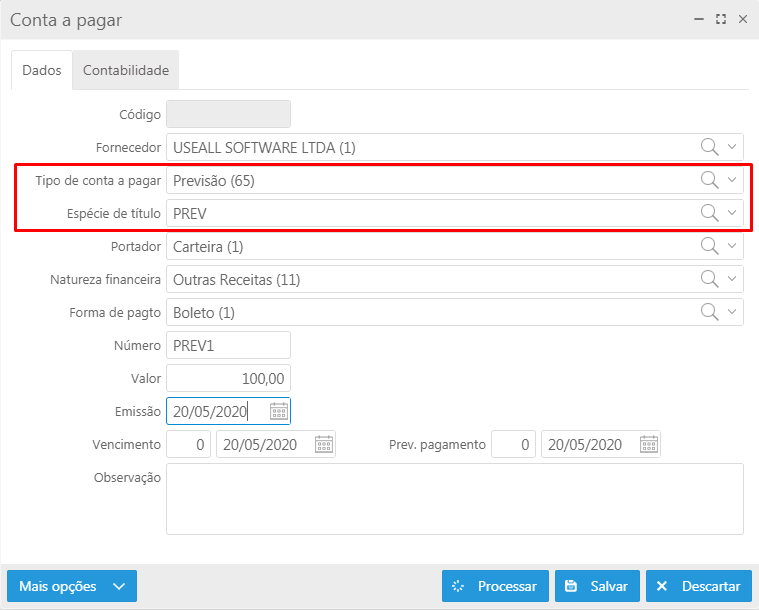 Conta a pagar
Dados Contabilidade
Código
Fornecedor USEALL SOFTWARE LTDA (1)
Tipo de conta a pagar Previsão (65)
Espécie de título PREV
Portador Carteira (1)
Natureza financeira Outras Receitas (11)
Forma de pagto Boleto (1)
Número PREV1
Valor 100,00
Emissão 20/05/2020
Vencimento 0 20/05/2020 Prev. pagamento 0 20/05/2020
Observação
Mais opções Processar Salvar Descartar